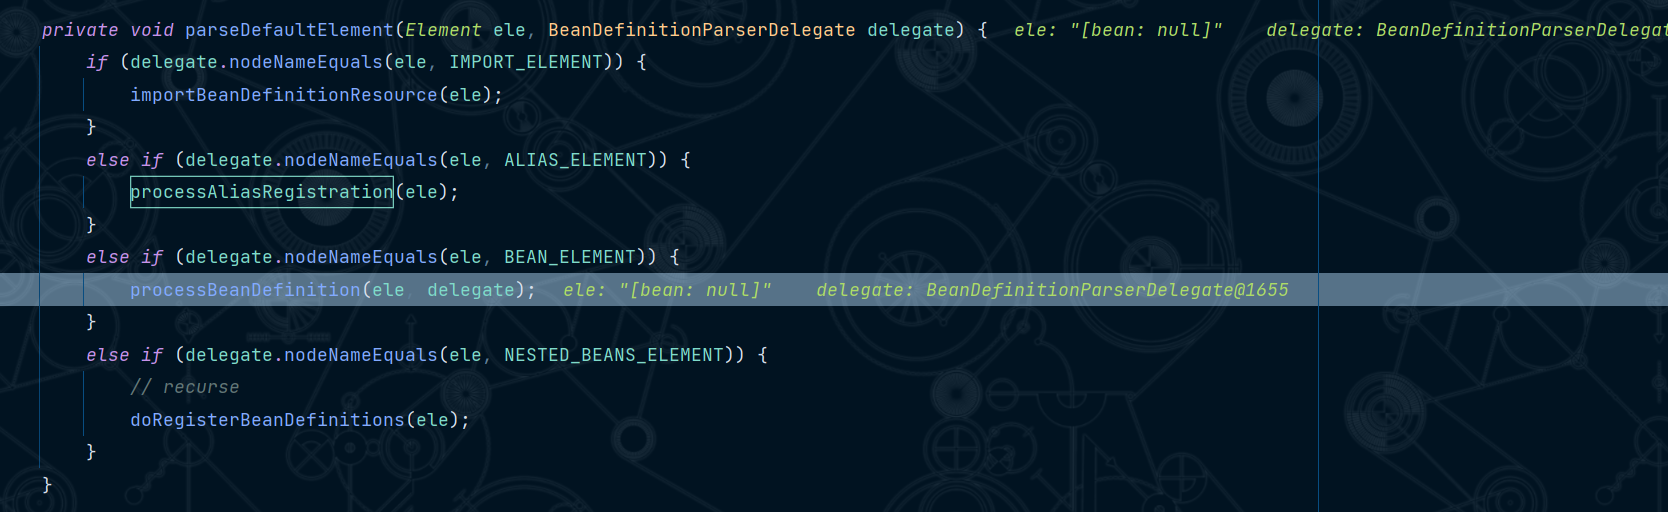 private void parseDefaultElement(Element ele, BeanDefinitionParserDelegate delegate) {   ele: "[bean: null]"    delegate: BeanDefinitionParserDelegat
    if (delegate.nodeNameEquals(ele, IMPORT_ELEMENT)) {
        importBeanDefinitionResource(ele);
    }
    else if (delegate.nodeNameEquals(ele, ALIAS_ELEMENT)) {
        processAliasRegistration(ele);
    }
    else if (delegate.nodeNameEquals(ele, BEAN_ELEMENT)) {
        processBeanDefinition(ele, delegate);   ele: "[bean: null]"    delegate: BeanDefinitionParserDelegate@1655
    }
    else if (delegate.nodeNameEquals(ele, NESTED_BEANS_ELEMENT)) {
        // recurse
        doRegisterBeanDefinitions(ele);
    }
}